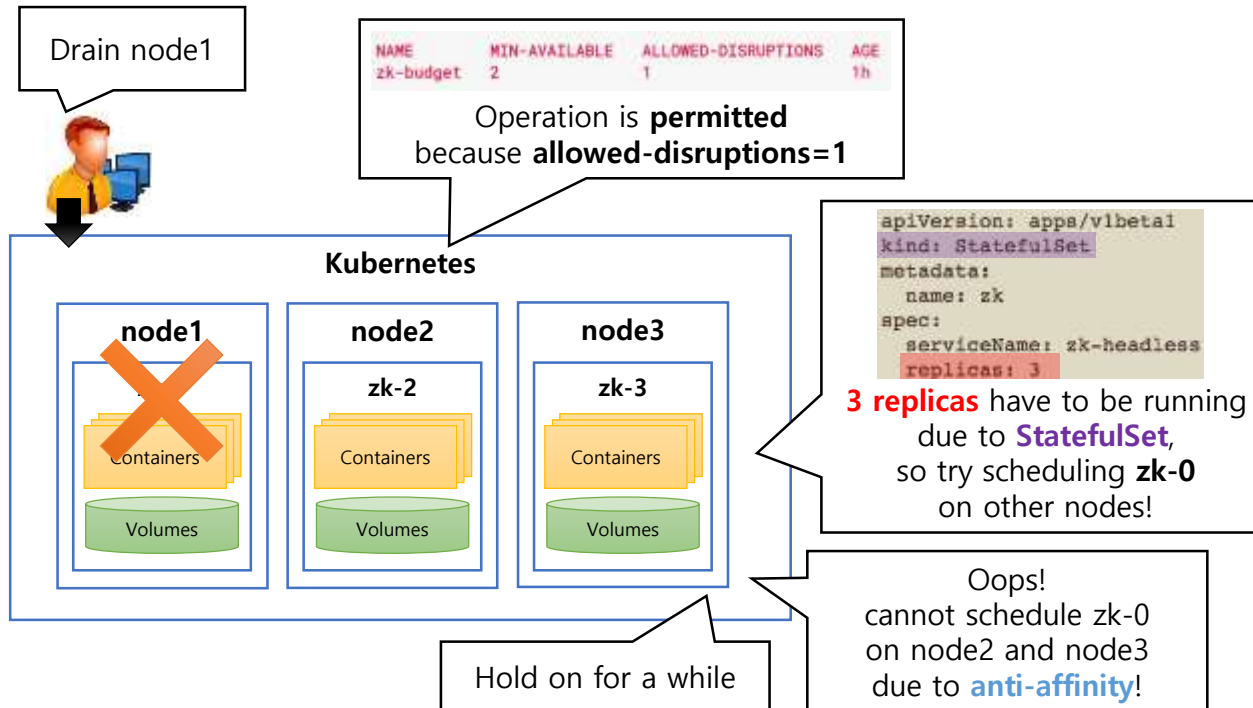 Drain node1
NAME MIN-AVAILABLE ALLOWED-DISRUPTIONS AGE
zk-budget 2 1 1h
Operation is permitted
because allowed-disruptions=1
Kubernetes
node1
Containers
Volumes
node2
zk-2
Containers
Volumes
node3
zk-3
Containers
Volumes
apiVersion: apps/v1beta1
kind: StatefulSet
metadata:
name: zk
spec:
serviceName: zk-headless
replicas: 3
3 replicas have to be running
due to StatefulSet,
so try scheduling zk-0
on other nodes!
Oops!
cannot schedule zk-0
on node2 and node3
due to anti-affinity!
Hold on for a while